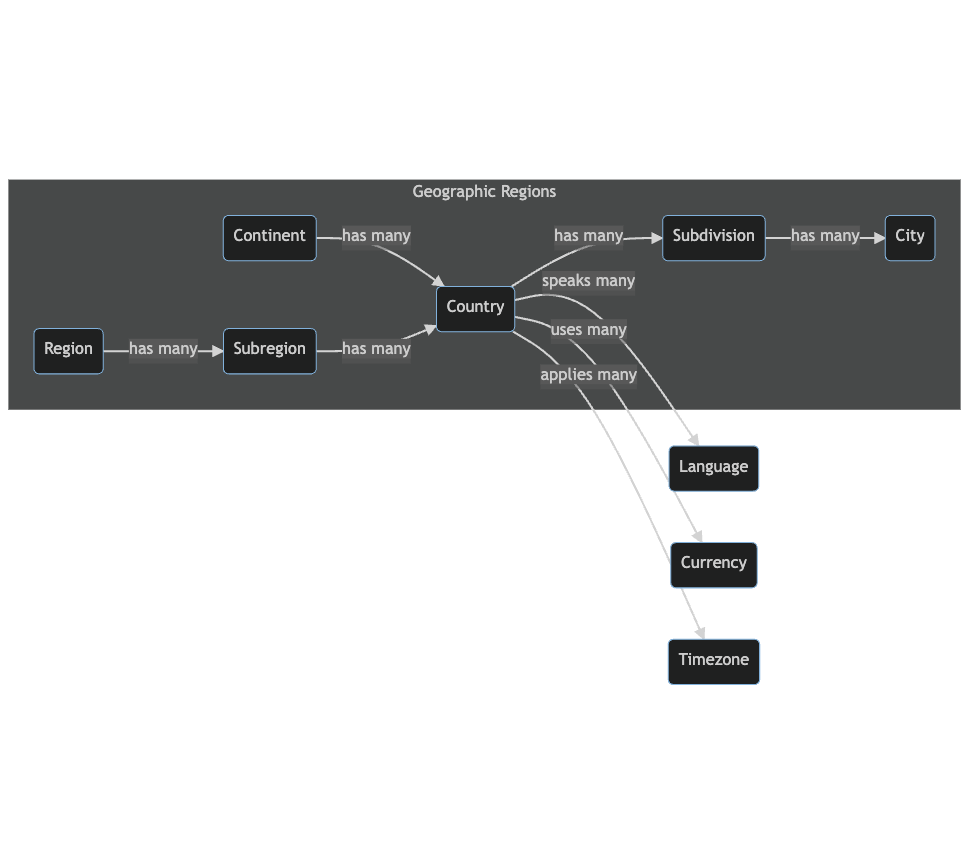 Geographic Regions
Continent
has many
has many
Subdivision
has many
City
speaks many
Country
uses many
Region
has many
Subregion
has many
applies many
Language
Currency
Timezone